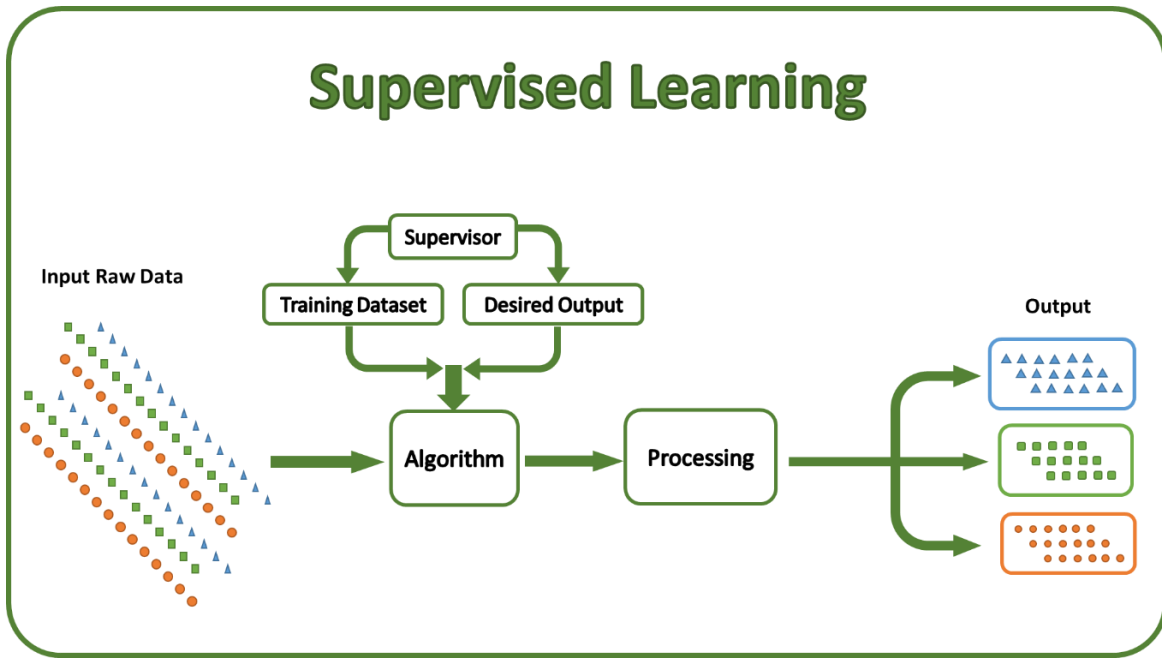 Supervised Learning
Supervisor
Input Raw Data
Training Dataset
Desired Output
Output
Algorithm
Processing